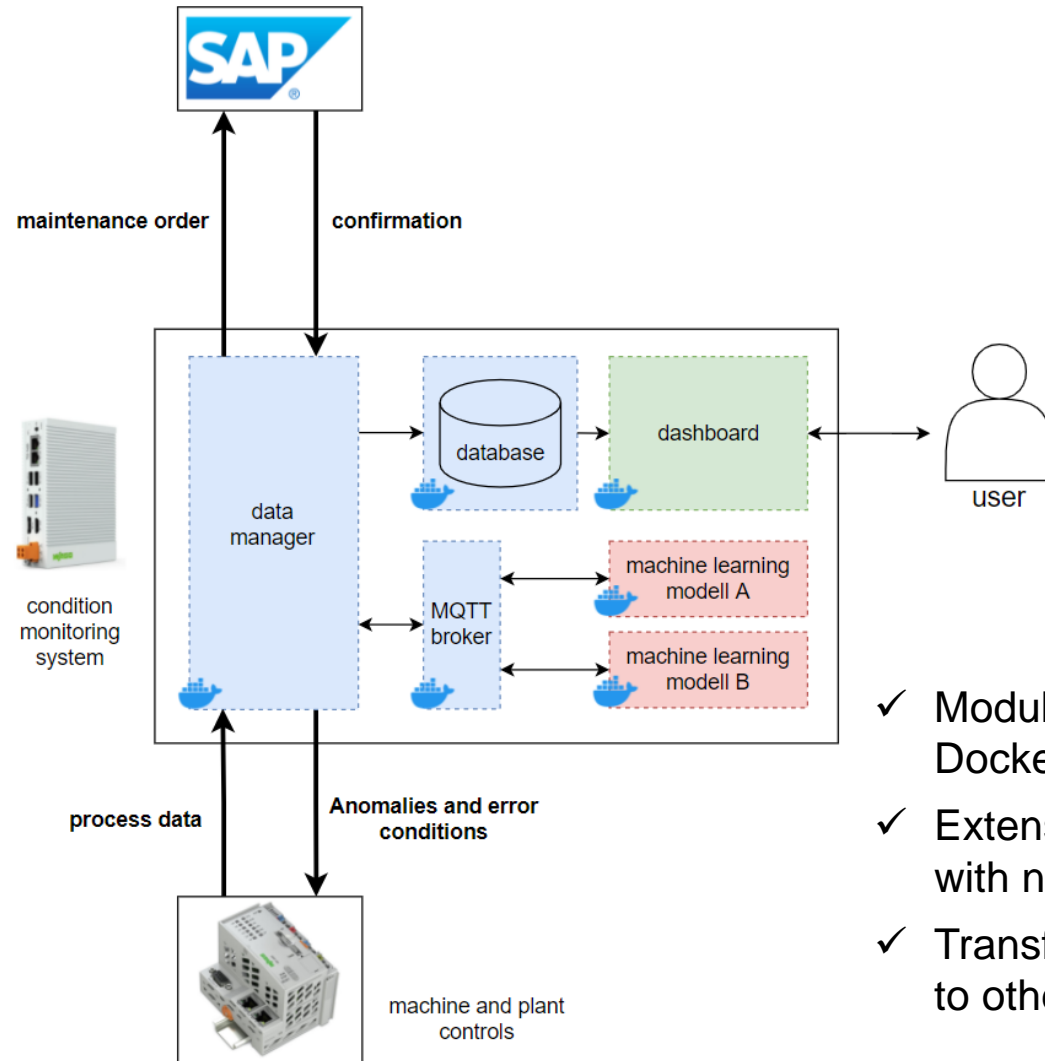 SAP
®
maintenance order
confirmation
data
manager
database
dashboard
user
MQTT
broker
machine learning
modell A
machine learning
modell B
condition
monitoring
system
process data
Anomalies and error
conditions
machine and plant
controls
✓ Modul
Docke
✓ Extens
with n
✓ Transf
to othe